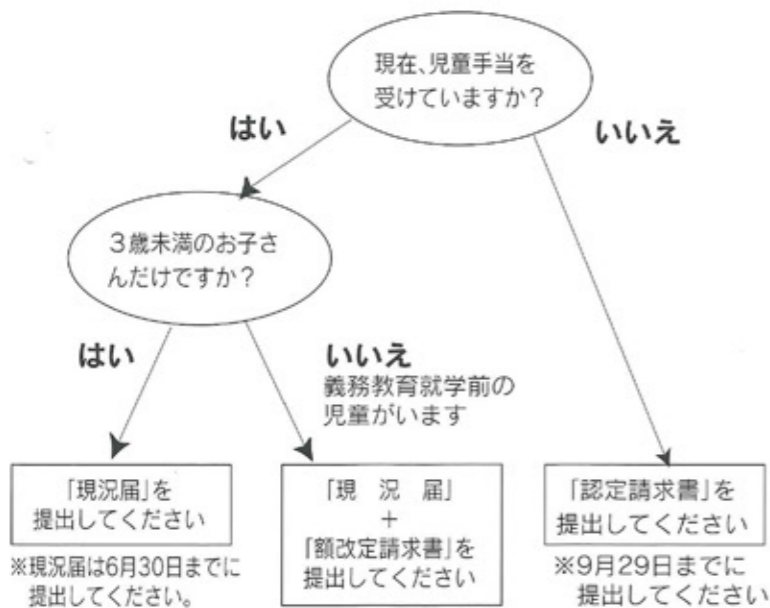 現在、児童手当を
受けていますか？
はい
いいえ
３歳未満のお子さ
んだけですか？
はい
いいえ
義務教育就学前の
児童がいます
「現況届」を
提出してください
※現況届は6月30日までに
提出してください。
「現　況　届」
+
「額改定請求書」を
提出してください
「認定請求書」を
提出してください
※9月29日までに
提出してください